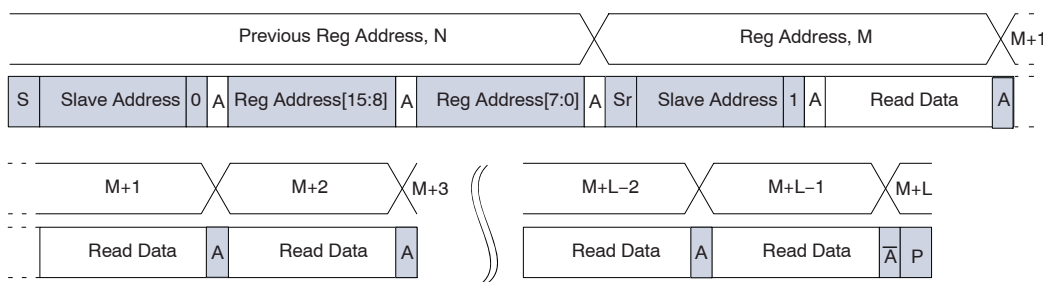 Previous Reg Address, N Reg Address, M M+1
S Slave Address 0 A Reg Address[15:8] A Reg Address[7:0] A Sr Slave Address 1 A Read Data A
M+1 M+2 M+3 M+L−2 M+L−1 M+L
Read Data A Read Data A Read Data A Read Data A̅ P